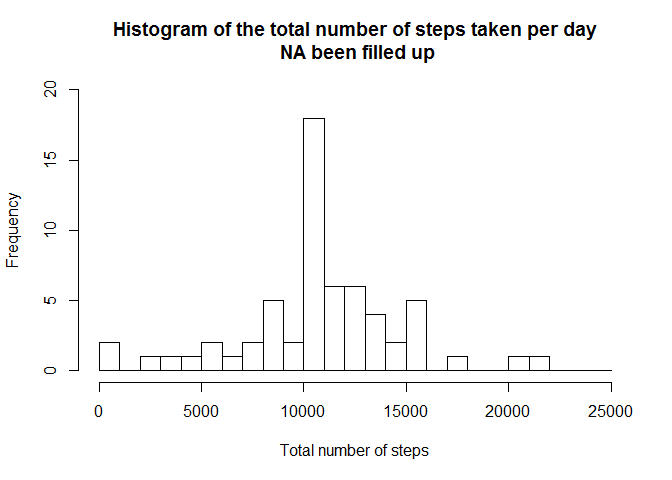 Histogram of the total number of steps taken per day
NA been filled up
Frequency
20
15
10
5
0
0 5000 10000 15000 20000 25000
Total number of steps